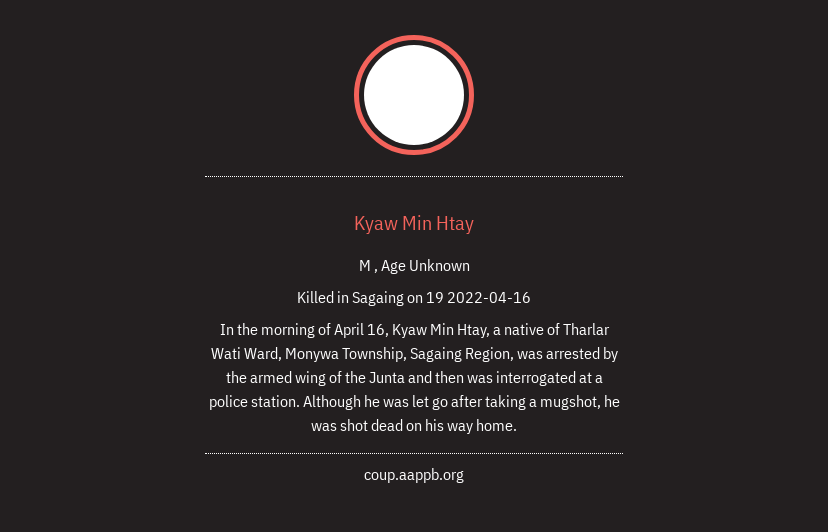 Kyaw Min Htay
M , Age Unknown
Killed in Sagaing on 19 2022-04-16
In the morning of April 16, Kyaw Min Htay, a native of Tharlar
Wati Ward, Monywa Township, Sagaing Region, was arrested by
the armed wing of the Junta and then was interrogated at a
police station. Although he was let go after taking a mugshot, he
was shot dead on his way home.
coup.aappb.org